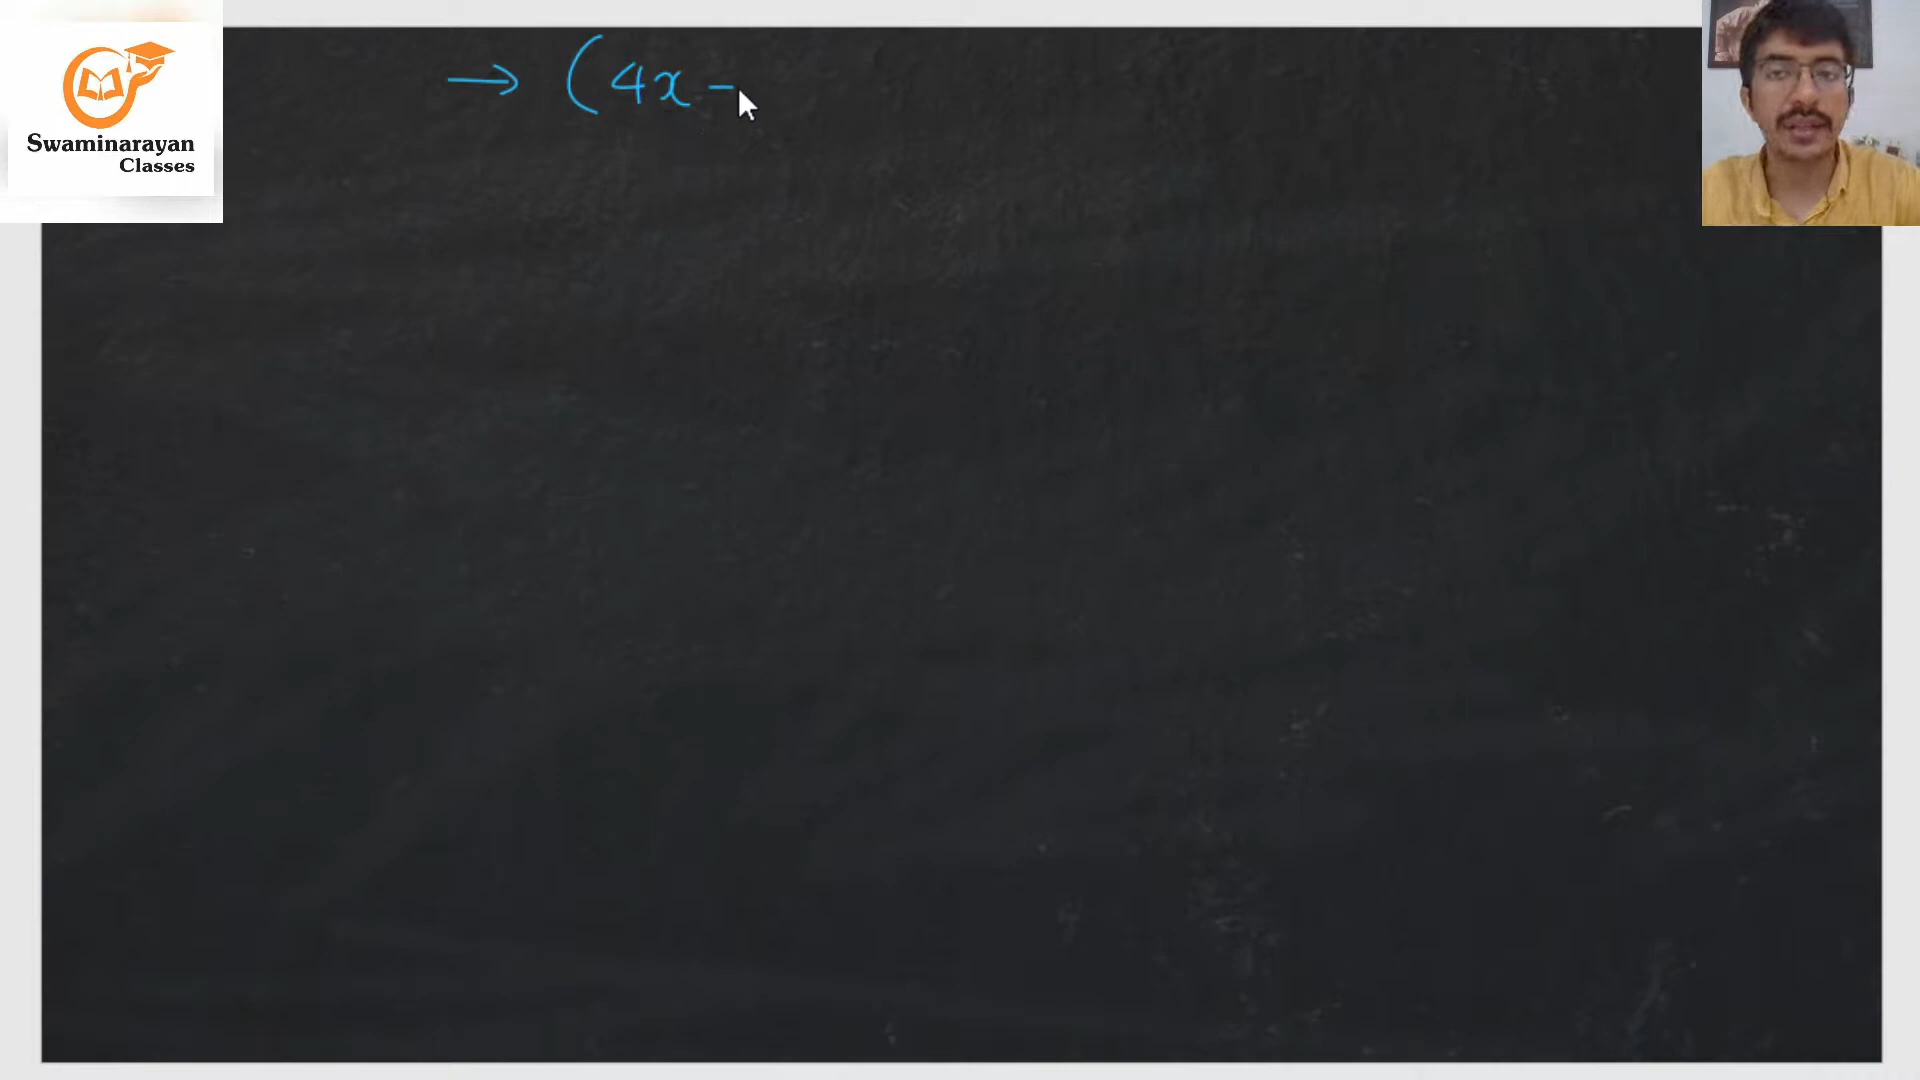 Swaminarayan
Classes
→ (4x -